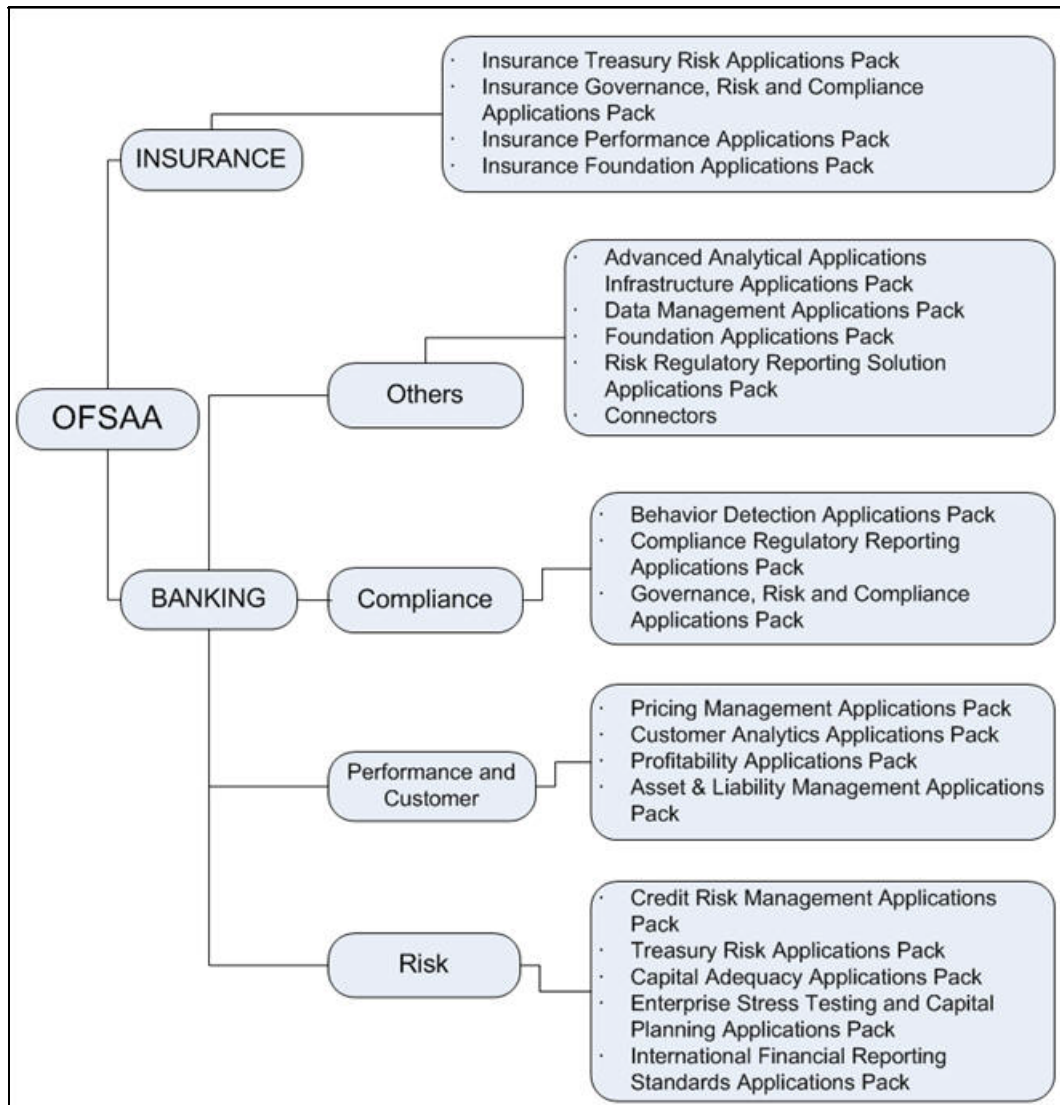 · Insurance Treasury Risk Applications Pack
· Insurance Governance, Risk and Compliance
Applications Pack
· Insurance Performance Applications Pack
· Insurance Foundation Applications Pack
INSURANCE
· Advanced Analytical Applications
Infrastructure Applications Pack
· Data Management Applications Pack
· Foundation Applications Pack
· Risk Regulatory Reporting Solution
Applications Pack
· Connectors
Others
OFSAA
· Behavior Detection Applications Pack
· Compliance Regulatory Reporting
Applications Pack
· Governance, Risk and Compliance
Applications Pack
BANKING
Compliance
· Pricing Management Applications Pack
· Customer Analytics Applications Pack
· Profitability Applications Pack
· Asset & Liability Management Applications
Pack
Performance and
Customer
· Credit Risk Management Applications
Pack
· Treasury Risk Applications Pack
· Capital Adequacy Applications Pack
· Enterprise Stress Testing and Capital
Planning Applications Pack
· International Financial Reporting
Standards Applications Pack
Risk